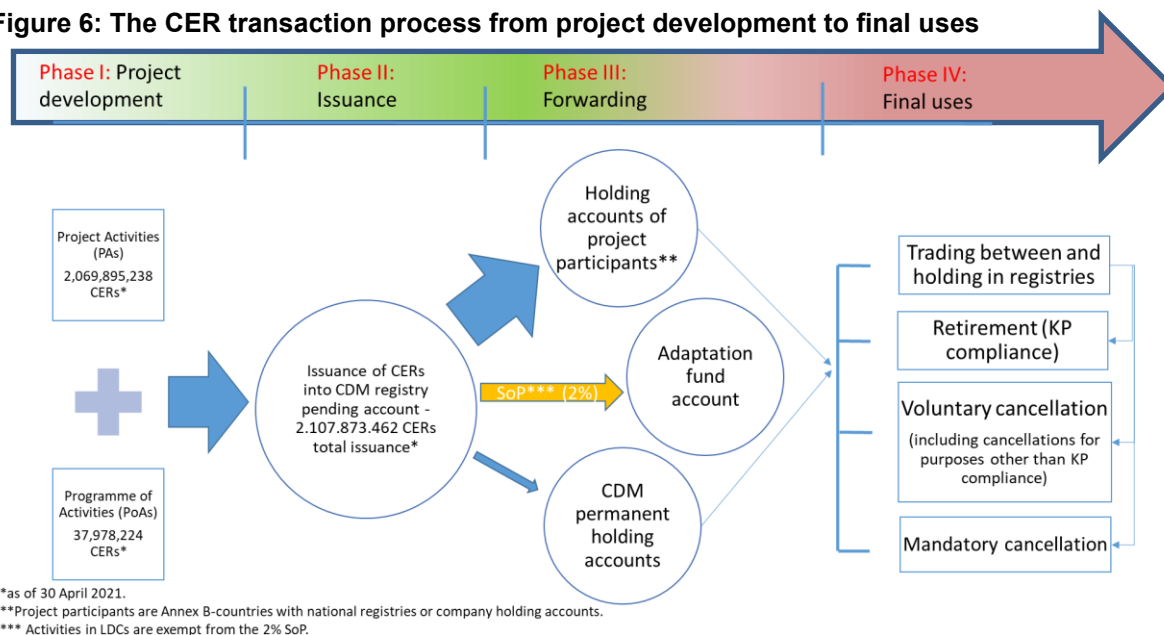 Figure 6: The CER transaction process from project development to final uses
Phase I: Project
development
Phase II:
Issuance
Phase III:
Forwarding
Phase IV:
Final uses
Project Activities
(PAs)
2,069,895,238
CERs*
Programme of
Activities (PoAs)
37,978,224
CERs*
Issuance of CERs
into CDM registry
pending account -
2.107.873.462 CERs
total issuance*
Holding
accounts of
project
participants**
SoP*** (2%)
Adaptation
fund
account
CDM
permanent
holding
accounts
Trading between and
holding in registries
Retirement (KP
compliance)
Voluntary cancellation
(including cancellations for
purposes other than KP
compliance)
Mandatory cancellation
*as of 30 April 2021.
**Project participants are Annex B-countries with national registries or company holding accounts.
*** Activities in LDCs are exempt from the 2% SoP.